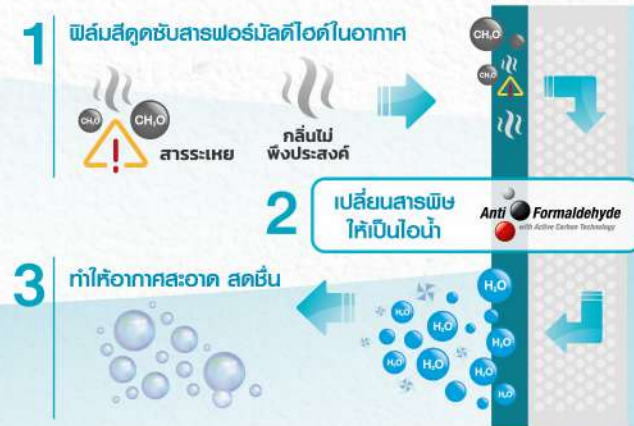 1
ฟิล์มสีดูดซับสารฟอร์มัลดีไฮด์ในอากาศ
CH₂O
CH₂O
สารระเหย
กลิ่นไม่
พึงประสงค์
CH₂O
CH₂O
2
เปลี่ยนสารพิษ
ให้เป็นไอน้ำ
Anti Formaldehyde
with Active Carbon Technology
3
ทำให้อากาศสะอาด สดชื่น
H₂O
H₂O
H₂O
H₂O
H₂O
H₂O
H₂O